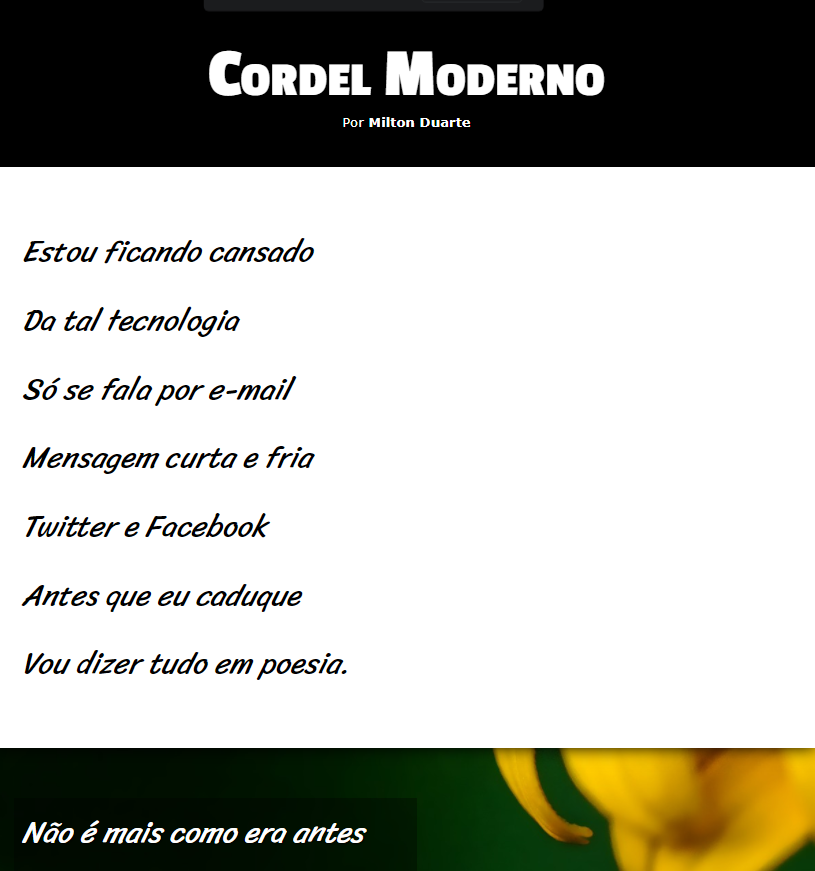 Cordel Moderno
Por Milton Duarte
Estou ficando cansado
Da tal tecnologia
Só se fala por e-mail
Mensagem curta e fria
Twitter e Facebook
Antes que eu caduque
Vou dizer tudo em poesia.
Não é mais como era antes